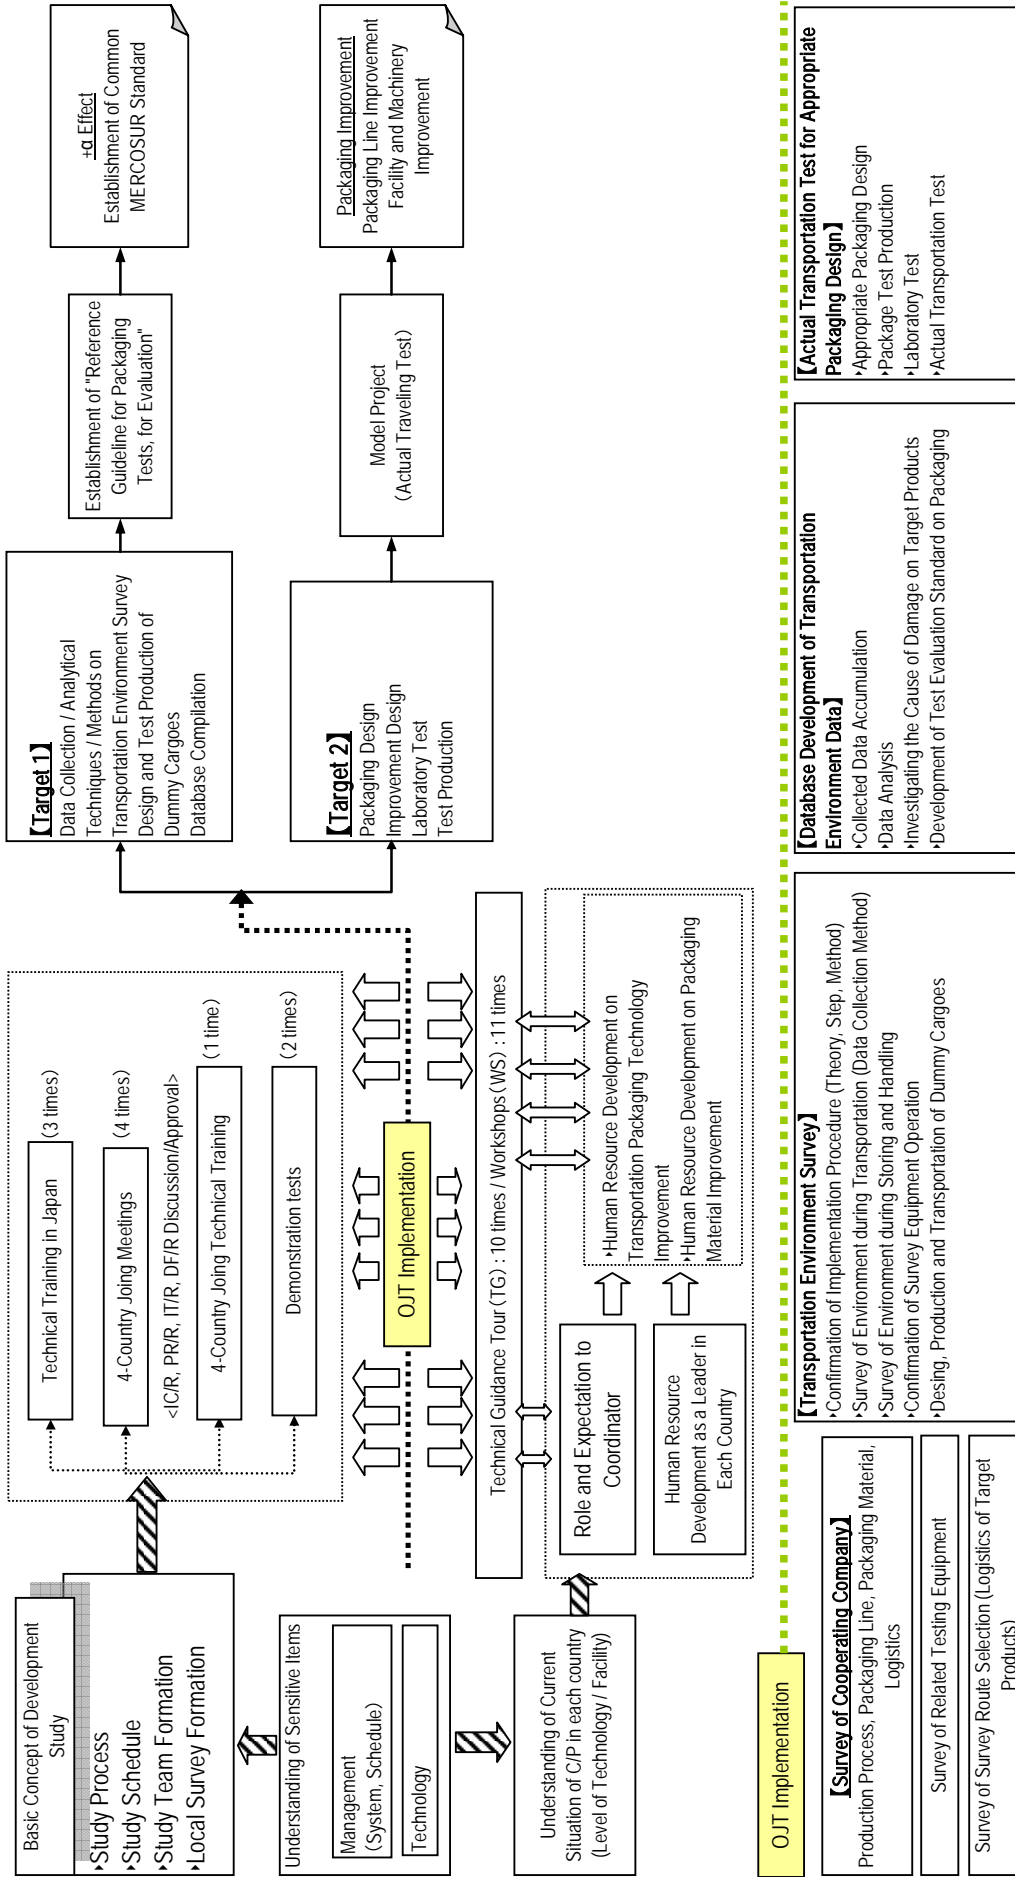 Basic Concept of Development
Study
‣Study Process
‣Study Schedule
‣Study Team Formation
‣Local Survey Formation
Understanding of Sensitive Items
Management
(System, Schedule)
Technology
Understanding of Current
Situation of C/P in each country
(Level of Technology / Facility)
Technical Training in Japan
(3 times)
4-Country Joing Meetings
(4 times)
<IC/R, PR/R, IT/R, DF/R Discussion/Approval>
4-Country Joing Technical Training
(1 time)
Demonstration tests
(2 times)
OJT Implementation
Technical Guidance Tour (TG) : 10 times / Workshops (WS) : 11 times
Role and Expectation to
Coordinator
Human Resource
Development as a Leader in
Each Country
‣Human Resource Development on
Transportation Packaging Technology
Improvement
‣Human Resource Development on Packaging
Material Improvement
【Target 1】
Data Collection / Analytical
Techniques / Methods on
Transportation Environment Survey
Design and Test Production of
Dummy Cargoes
Database Compilation
【Target 2】
Packaging Design
Improvement Design
Laboratory Test
Test Production
Establishment of "Reference
Guideline for Packaging
Tests, for Evaluation"
Model Project
(Actual Traveling Test)
+α Effect
Establishment of Common
MERCOSUR Standard
Packaging Improvement
Packaging Line Improvement
Facility and Machinery
Improvement
OJT Implementation
【Survey of Cooperating Company】
Production Process, Packaging Line, Packaging Material,
Logistics
Survey of Related Testing Equipment
Survey of Survey Route Selection (Logistics of Target
Products)
【Transportation Environment Survey】
‣Confirmation of Implementation Procedure (Theory, Step, Method)
‣Survey of Environment during Transportation (Data Collection Method)
‣Survey of Environment during Storing and Handling
‣Confirmation of Survey Equipment Operation
‣Desing, Production and Transportation of Dummy Cargoes
【Database Development of Transportation
Environment Data】
‣Collected Data Accumulation
‣Data Analysis
‣Investigating the Cause of Damage on Target Products
‣Development of Test Evaluation Standard on Packaging
【Actual Transportation Test for Appropriate
Packaging Design】
‣Appropriate Packaging Design
‣Package Test Production
‣Laboratory Test
‣Actual Transportation Test